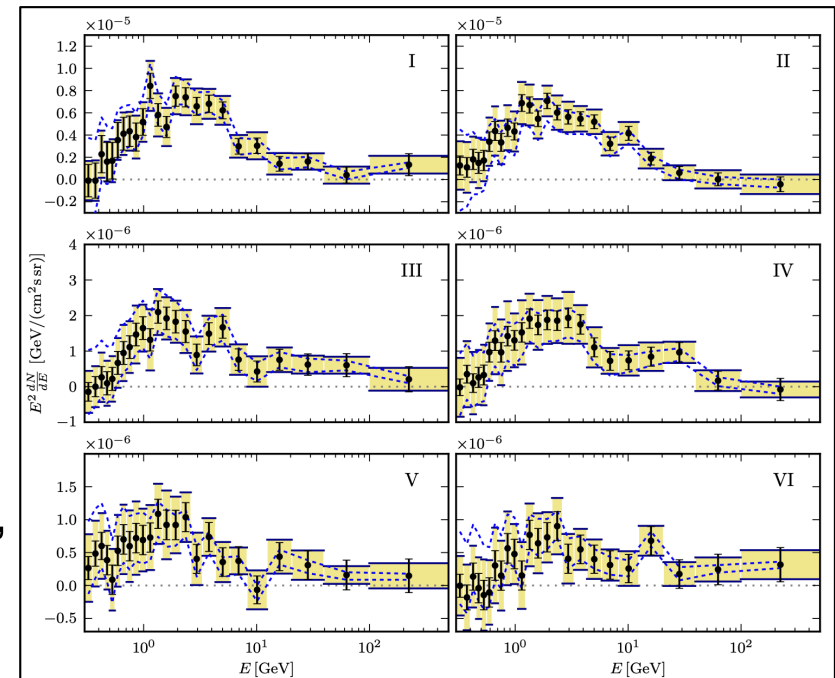 ×10⁻⁵ ×10⁻⁵
1.2
1.0
0.8
0.6
0.4
0.2
0.0
−0.2
I
II
×10⁻⁶ ×10⁻⁶
4
3
2
1
0
−1
III
IV
E² dN/dE [GeV/(cm² s sr)]
×10⁻⁶ ×10⁻⁶
1.5
1.0
0.5
0.0
−0.5
V
VI
10⁰ 10¹ 10² 10⁰ 10¹ 10²
E [GeV] E [GeV]